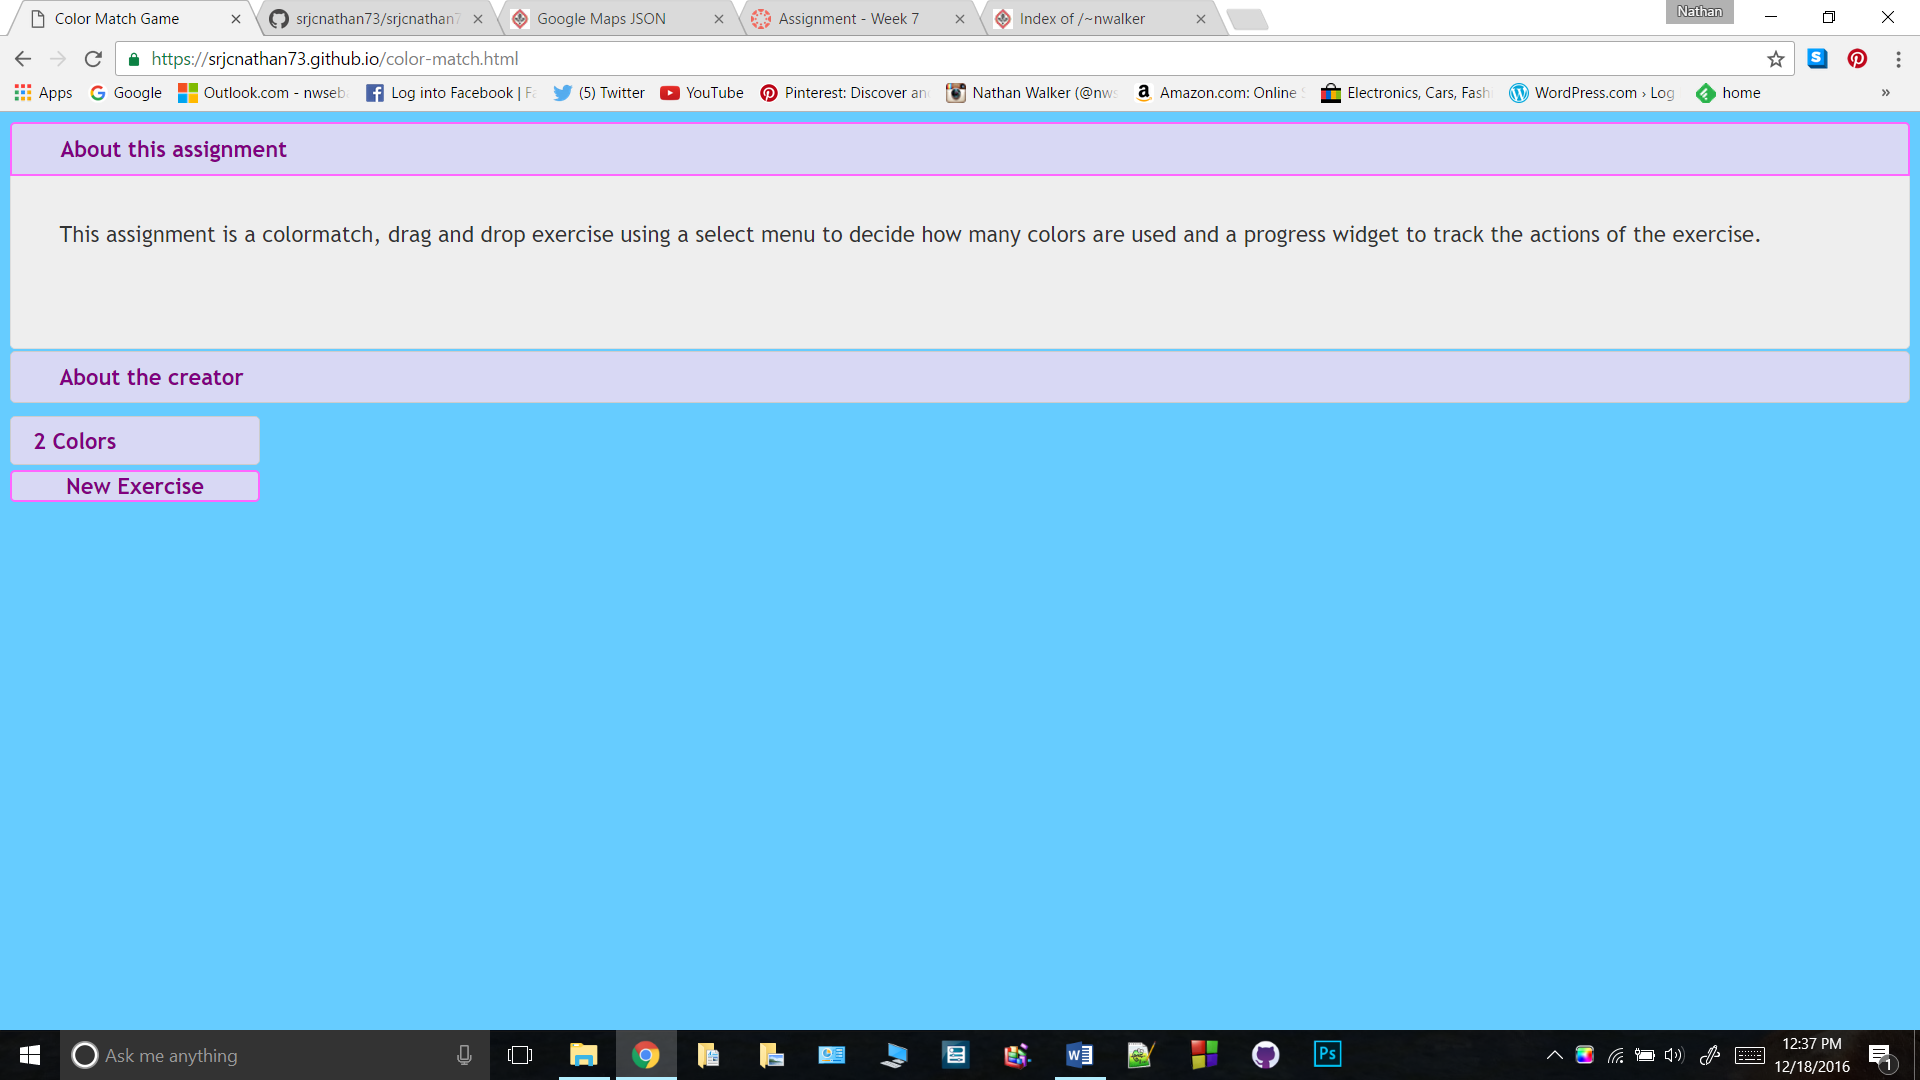 Color Match Game
srjcnathan73/srjcnathan7
Google Maps JSON
Assignment - Week 7
Index of /~nwalker
Nathan
https://srjcnathan73.github.io/color-match.html
Apps
Google
Outlook.com - nwseb
Log into Facebook | Fa
(5) Twitter
YouTube
Pinterest: Discover an
Nathan Walker (@nws
Amazon.com: Online S
Electronics, Cars, Fash
WordPress.com › Log
home
»
About this assignment
This assignment is a colormatch, drag and drop exercise using a select menu to decide how many colors are used and a progress widget to track the actions of the exercise.
About the creator
2 Colors
New Exercise
Ask me anything
Ps
12:37 PM
12/18/2016
1